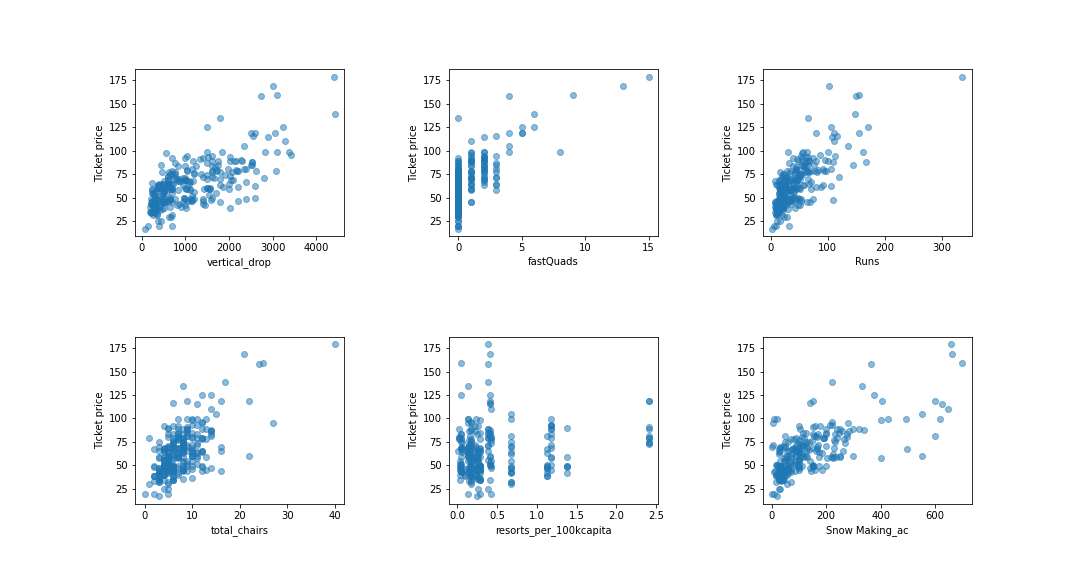 175
150
125
100
75
50
25
Ticket price
0 1000 2000 3000 4000
vertical_drop
175
150
125
100
75
50
25
Ticket price
0 5 10 15
fastQuads
175
150
125
100
75
50
25
Ticket price
0 100 200 300
Runs
175
150
125
100
75
50
25
Ticket price
0 10 20 30 40
total_chairs
175
150
125
100
75
50
25
Ticket price
0.0 0.5 1.0 1.5 2.0 2.5
resorts_per_100kcapita
175
150
125
100
75
50
25
Ticket price
0 200 400 600
Snow Making_ac